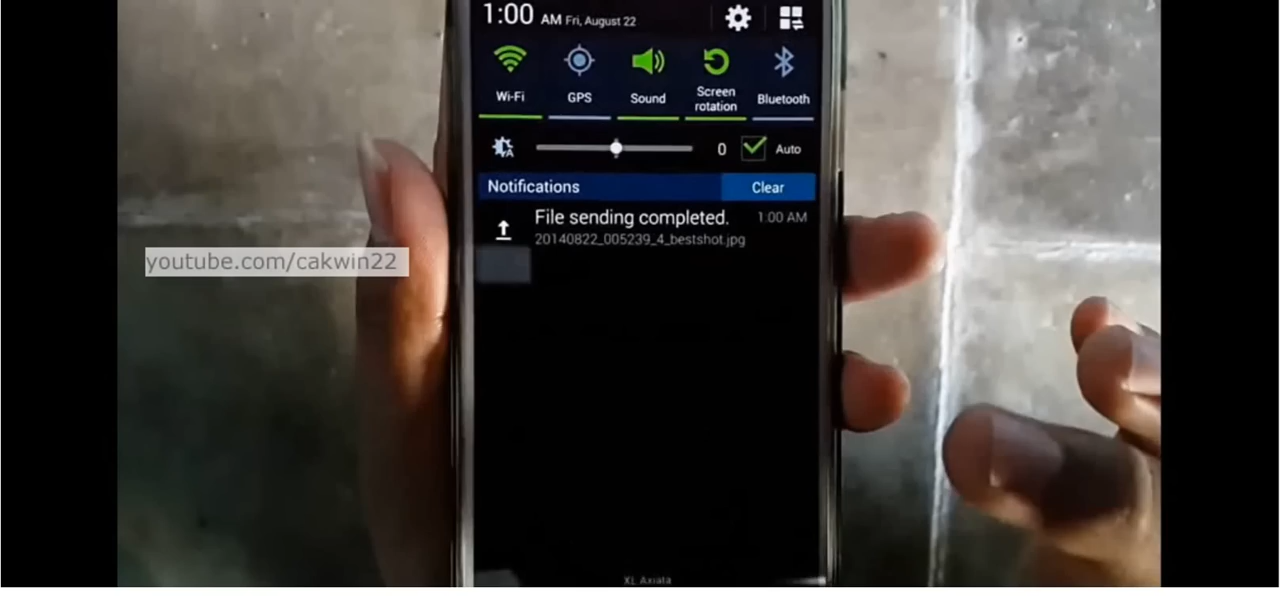 1:00 AM Fri, August 22
Wi-Fi
GPS
Sound
Screen
rotation
Bluetooth
0
Auto
Notifications
Clear
File sending completed.
1:00 AM
20140822_005239_4_bestshot.jpg
youtube.com/cakwin22
XL Axiata